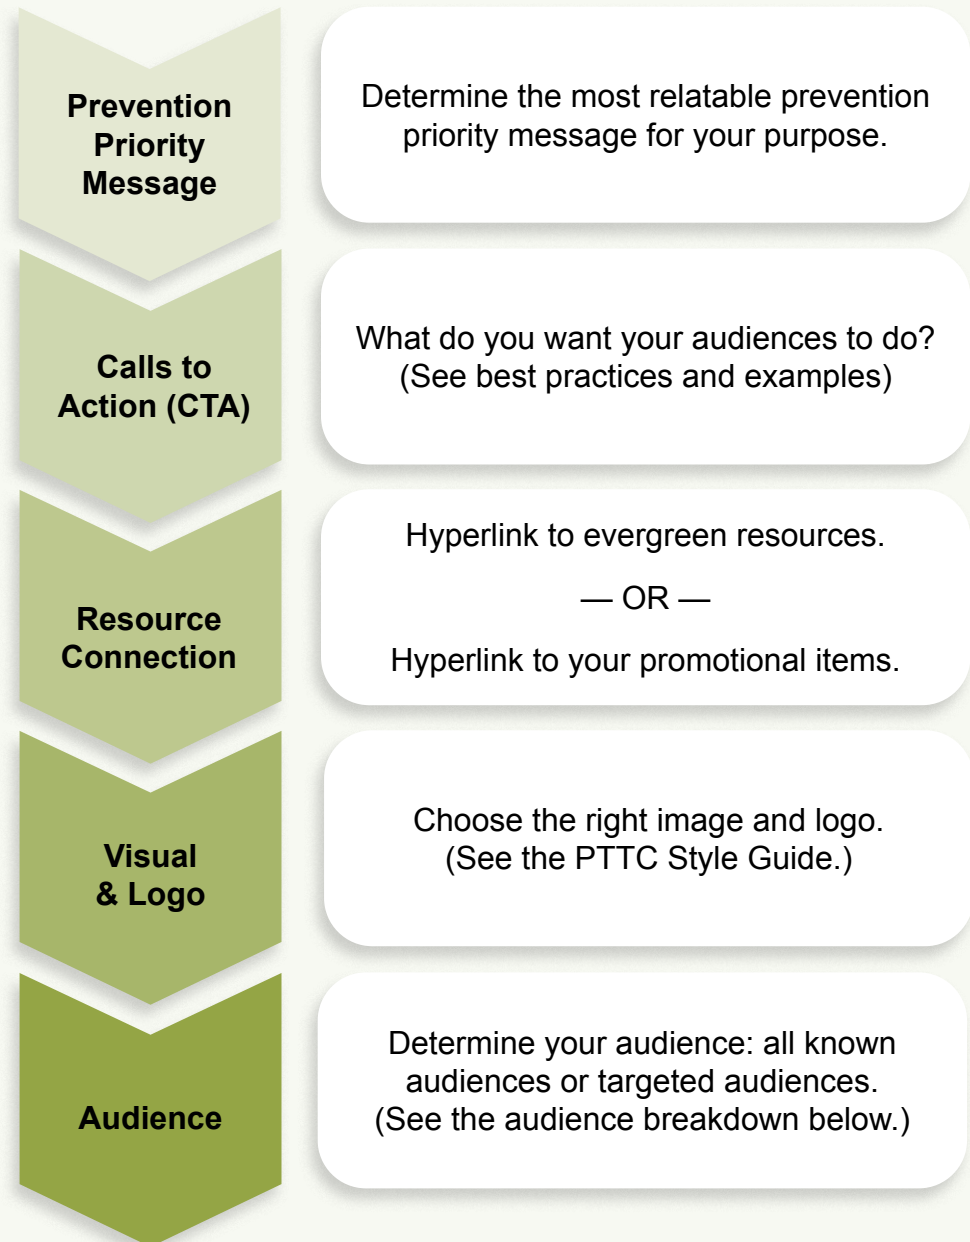 Prevention
Priority
Message
Determine the most relatable prevention
priority message for your purpose.
Calls to
Action (CTA)
What do you want your audiences to do?
(See best practices and examples)
Resource
Connection
Hyperlink to evergreen resources.
— OR —
Hyperlink to your promotional items.
Visual
& Logo
Choose the right image and logo.
(See the PTTC Style Guide.)
Audience
Determine your audience: all known
audiences or targeted audiences.
(See the audience breakdown below.)